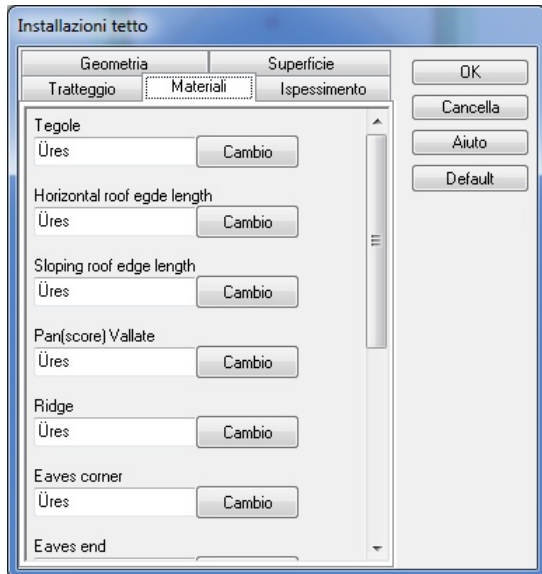 Installazioni tetto
Geometria
Superficie
Tratteggio
Materiali
Ispessimento
OK
Cancella
Aiuto
Default
Tegole
Üres
Cambio
Horizontal roof egde length
Üres
Cambio
Sloping roof edge length
Üres
Cambio
Pan(score) Vallate
Üres
Cambio
Ridge
Üres
Cambio
Eaves corner
Üres
Cambio
Eaves end